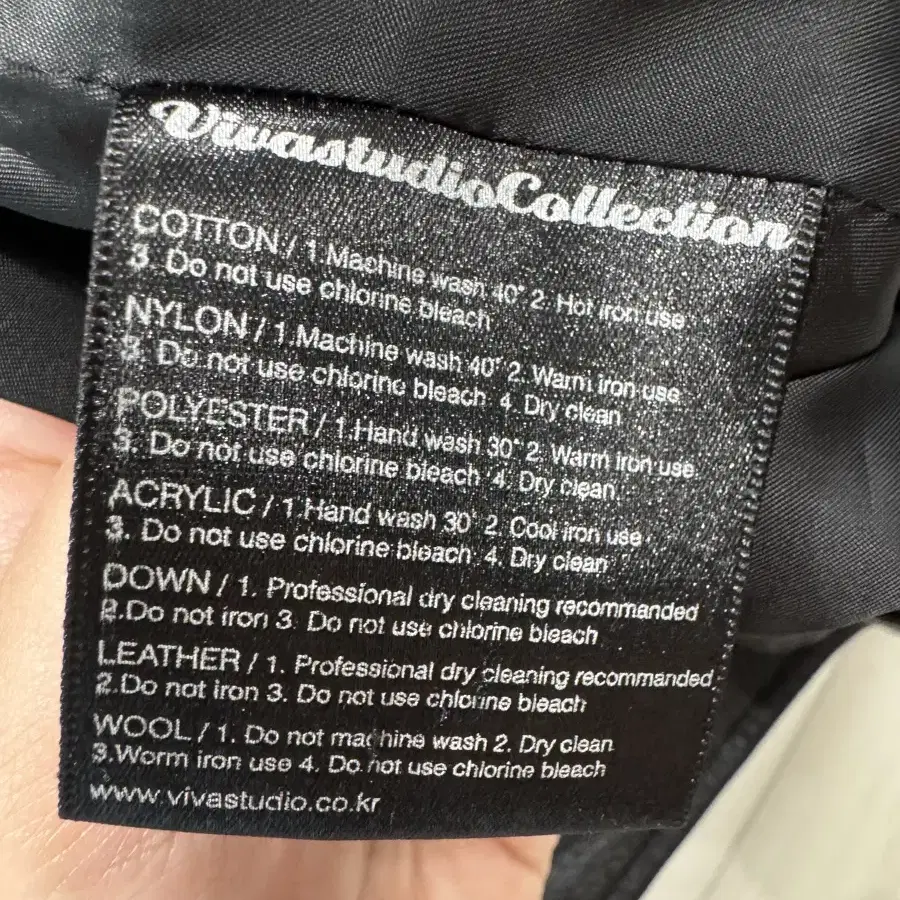 VivastudioCollection
COTTON / 1.Machine wash 40° 2. Hot iron use
3. Do not use chlorine bleach
NYLON / 1.Machine wash 40° 2. Warm iron use
3. Do not use chlorine bleach 4. Dry clean
POLYESTER / 1.Hand wash 30° 2. Warm iron use
3. Do not use chlorine bleach 4. Dry clean
ACRYLIC / 1.Hand wash 30° 2. Cool iron use
3. Do not use chlorine bleach 4. Dry clean
DOWN / 1. Professional dry cleaning recommanded
2.Do not iron 3. Do not use chlorine bleach
LEATHER / 1. Professional dry cleaning recommanded
2.Do not iron 3. Do not use chlorine bleach
WOOL / 1. Do not machine wash 2. Dry clean
3.Worm iron use 4. Do not use chlorine bleach
www.vivastudio.co.kr